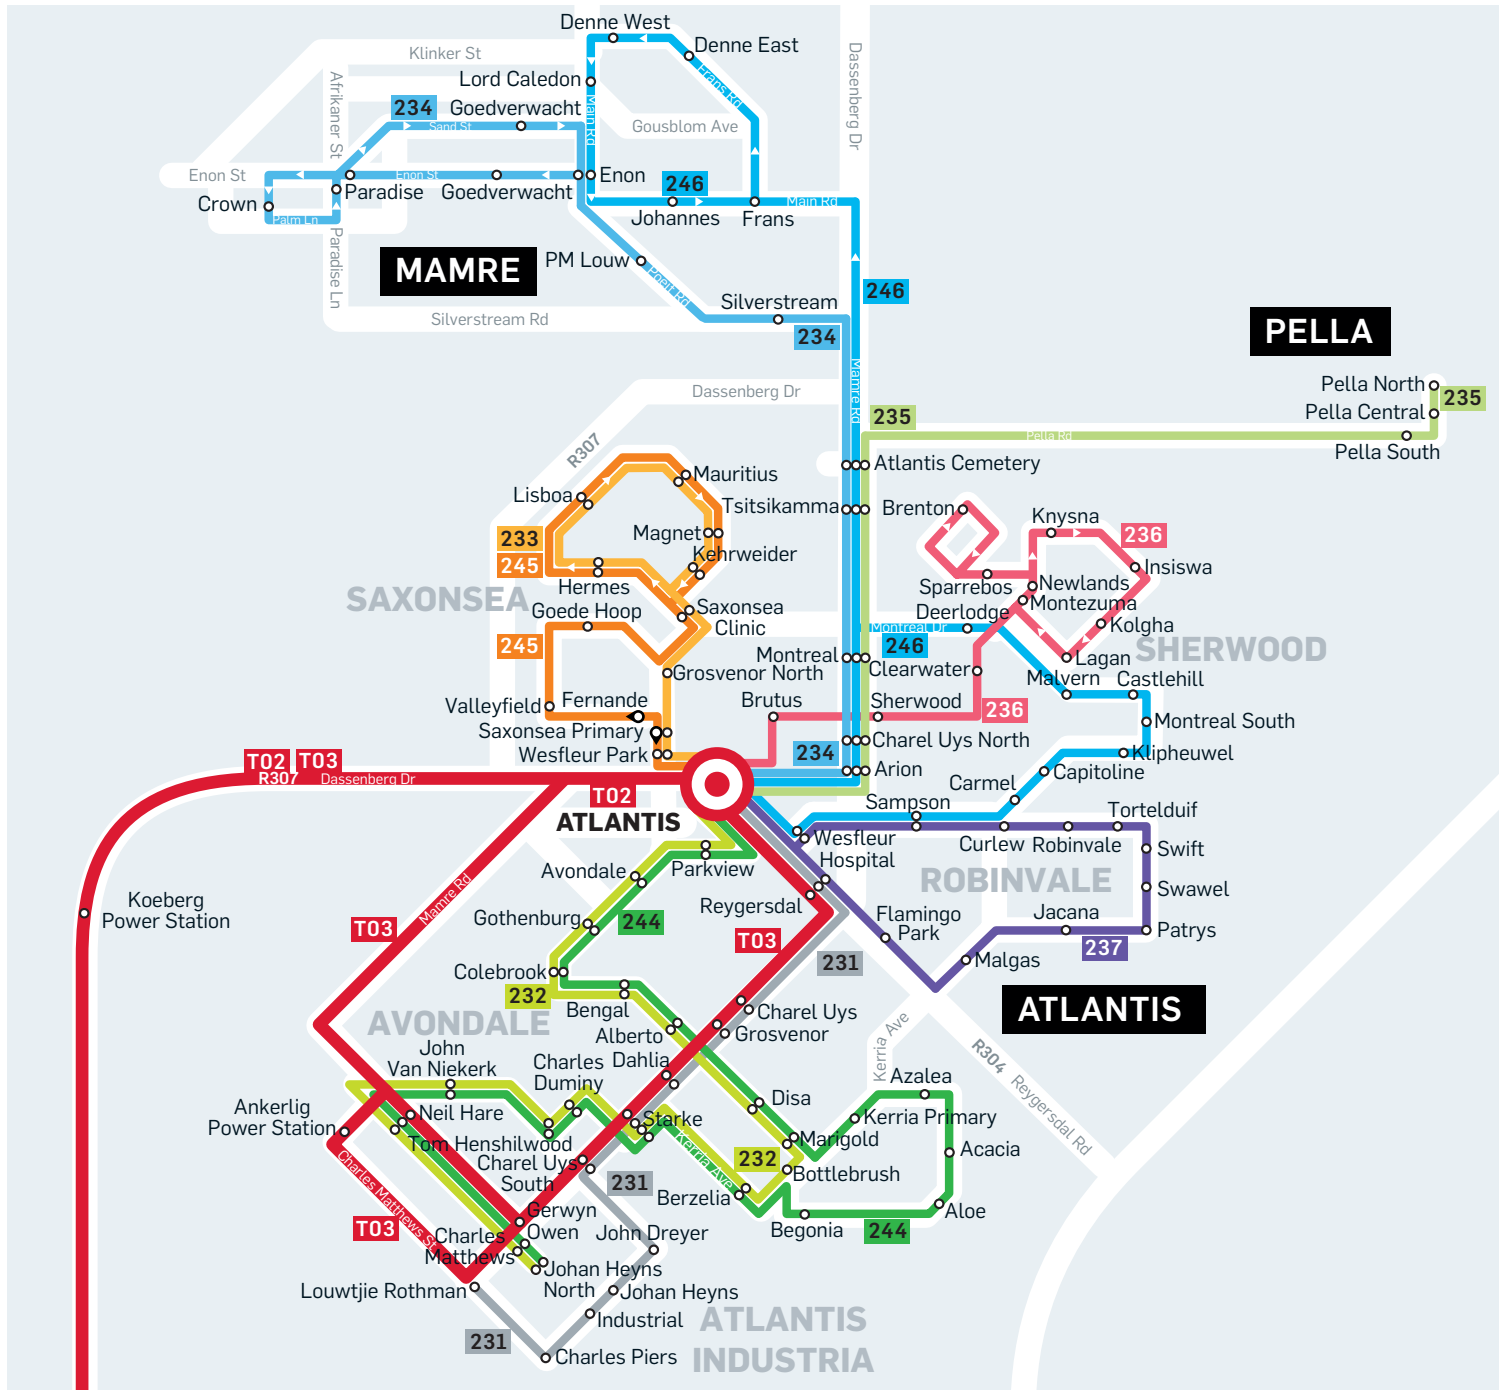 Denne West
Denne East
Klinker St
Dassenberg Dr
Lord Caledon
Afrikaner St
Frans Rd
Main Rd
234
Goedverwacht
Sand St
Gousblom Ave
Enon St
Enon St
Enon
246
Paradise
Goedverwacht
Crown
Palm Ln
Johannes
Frans
Main Rd
Paradise Ln
MAMRE
PM Louw
Poeit Rd
246
Silverstream
Silverstream Rd
234
PELLA
Mamre Rd
Dassenberg Dr
Pella North
235
Pella Central
235
Pella Rd
Pella South
R307
Atlantis Cemetery
Mauritius
Lisboa
Tsitsikamma
Brenton
Knysna
233
Magnet
236
245
Kehrweider
Insiswa
Hermes
Sparrebos
Newlands
SAXONSEA
Goede Hoop
Saxonsea
Clinic
Deerlodge
Montezuma
Kolgha
Montreal Dr
245
246
SHERWOOD
Montreal
Lagan
Grosvenor North
Clearwater
Malvern
Castlehill
Valleyfield
Fernande
Brutus
Sherwood
236
Montreal South
Saxonsea Primary
Charel Uys North
Wesfleur Park
234
Klipheuwel
T02
T03
Arion
Capitoline
R307
Dassenberg Dr
Carmel
T02
Sampson
Tortelduif
ATLANTIS
Wesfleur
Hospital
Curlew
Robinvale
Swift
Parkview
Avondale
ROBINVALE
Swawel
Koeberg
Power Station
Mamre Rd
Reygersdal
Jacana
Gothenburg
244
Flamingo
Park
Patrys
T03
T03
237
231
Malgas
Colebrook
232
ATLANTIS
Bengal
Charel Uys
AVONDALE
Alberto
Grosvenor
Kerria Ave
R304
Reygersdal Rd
John
Van Niekerk
Charles
Duminy
Dahlia
Azalea
Disa
Ankerlig
Power Station
Neil Hare
Starke
Kerria Primary
Tom Henshilwood
Marigold
Kerria Ave
Acacia
Charel Uys
South
232
Bottlebrush
231
Charles Matthews St
Berzelia
T03
Gerwyn
Owen
Aloe
Charles
Matthews
John Dreyer
Begonia
244
Johan Heyns
North
Louwtjie Rothman
Johan Heyns
Industrial
ATLANTIS
INDUSTRIA
231
Charles Piers